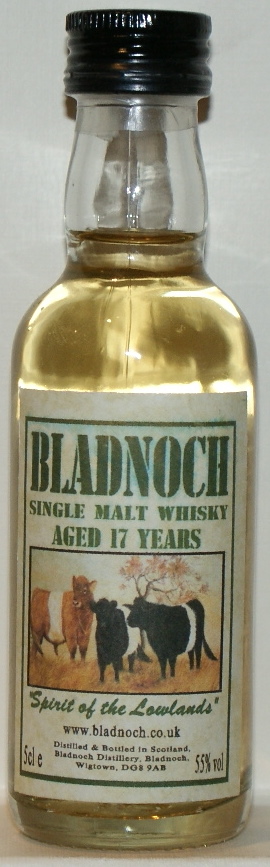 BLADNOCH
SINGLE MALT WHISKY
AGED 17 YEARS
"Spirit of the Lowlands"
www.bladnoch.co.uk
Distilled & Bottled in Scotland,
Bladnoch Distillery, Bladnoch,
Wigtown, DG8 9AB
5cl e
55% vol